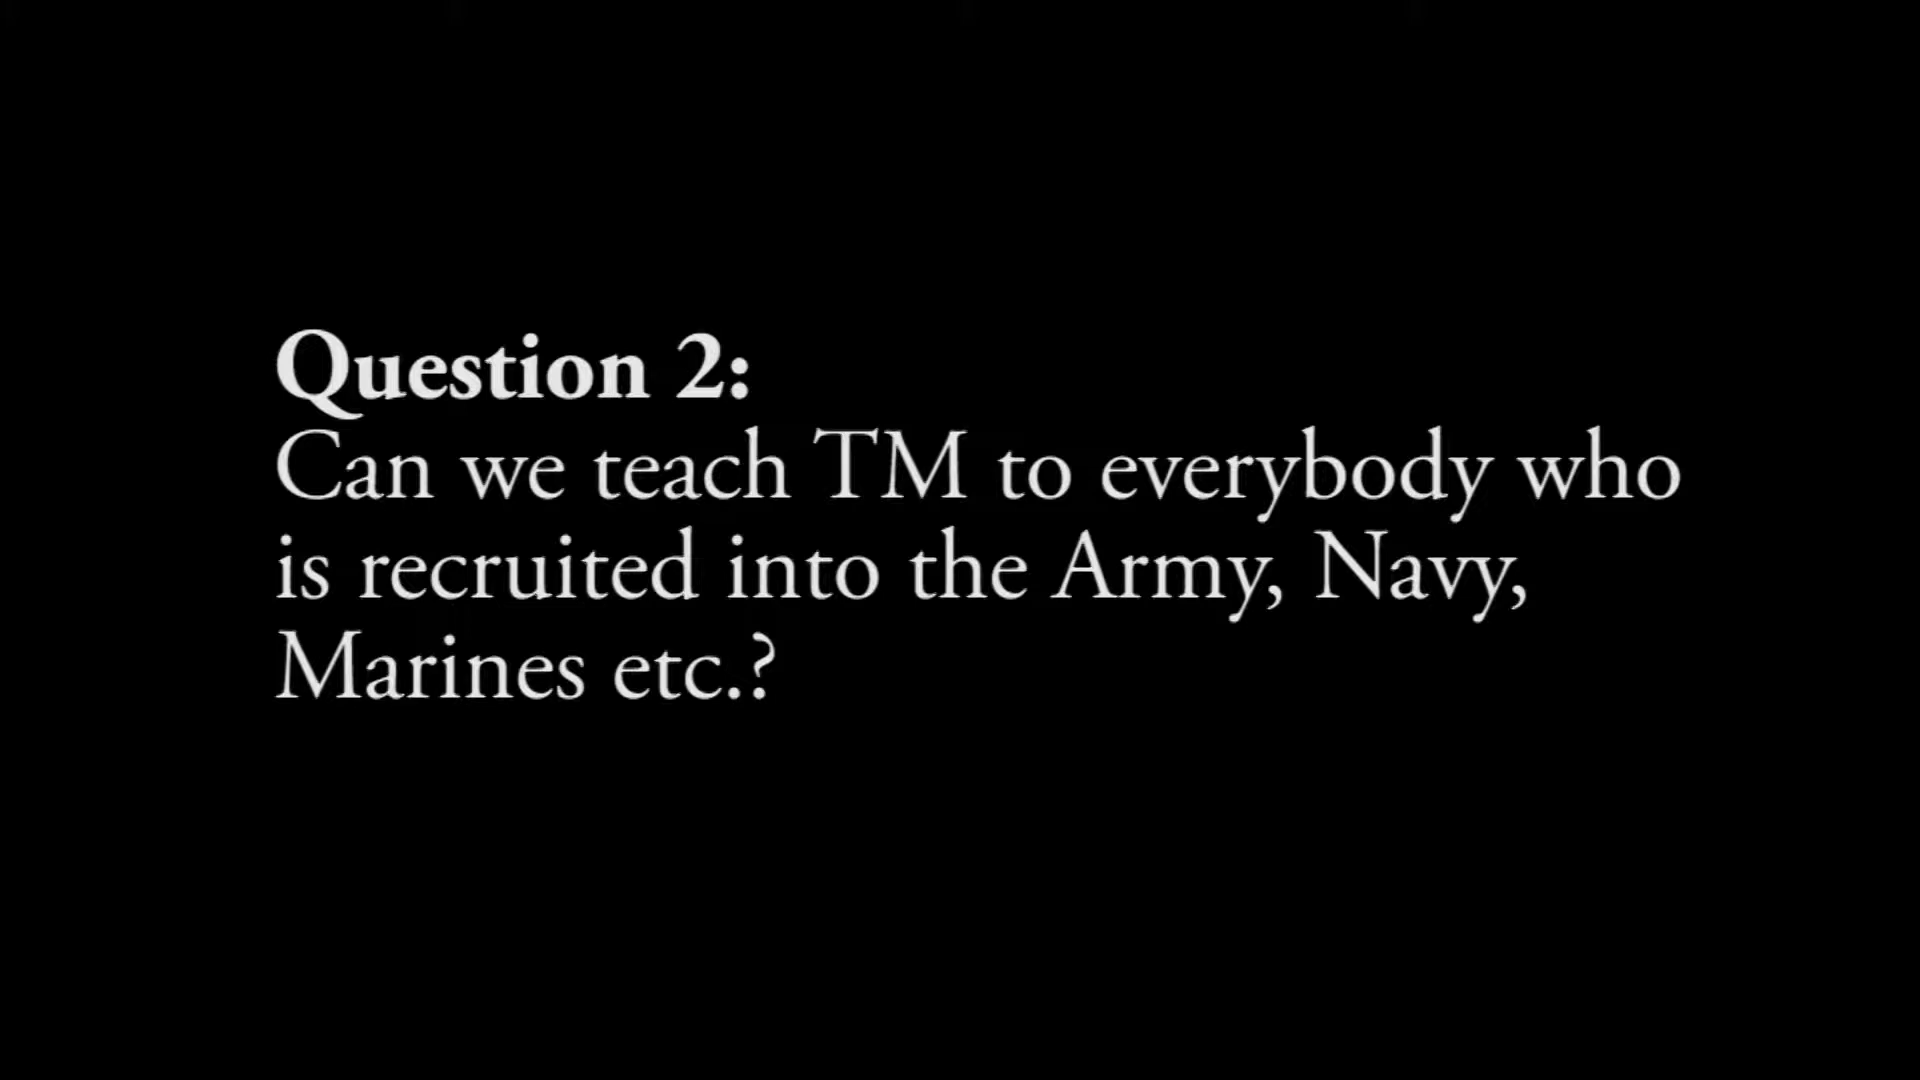 Question 2:
Can we teach TM to everybody who
is recruited into the Army, Navy,
Marines etc.?